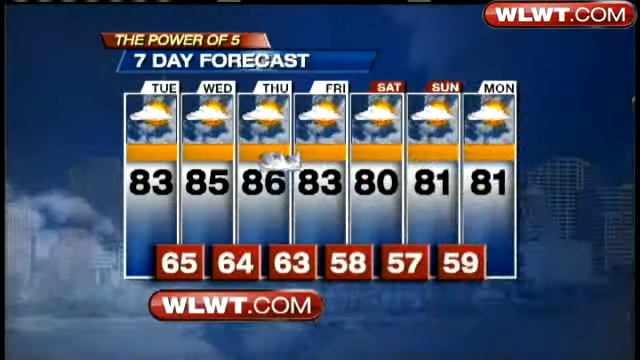 WLWT.COM
THE POWER OF 5
7 DAY FORECAST
TUE WED THU FRI SAT SUN MON
83 85 86 83 80 81 81
65 64 63 58 57 59
WLWT.COM